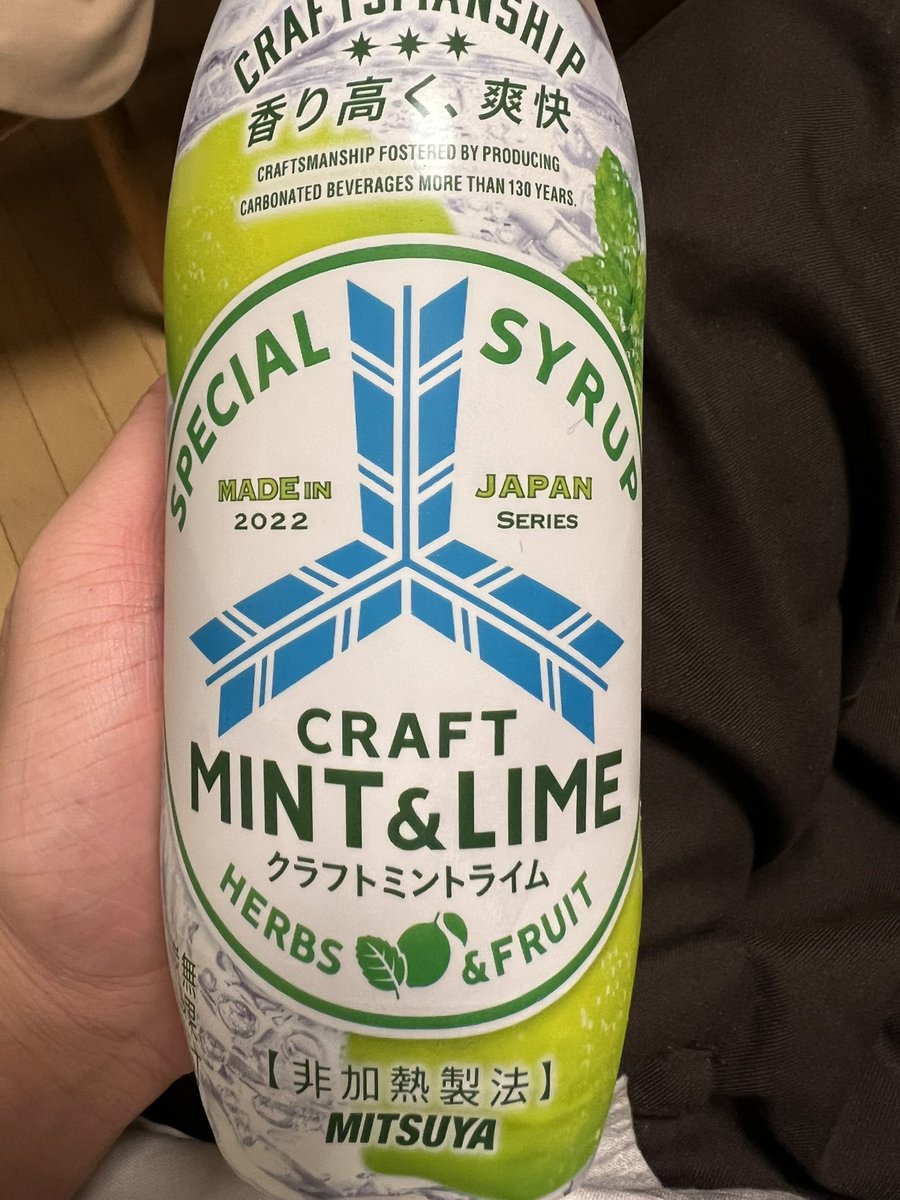 CRAFTSMANSHIP
香り高く、爽快
CRAFTSMANSHIP FOSTERED BY PRODUCING
CARBONATED BEVERAGES MORE THAN 130 YEARS.
SPECIAL SYRUP
MADE IN JAPAN
2022 SERIES
CRAFT
MINT&LIME
クラフトミントライム
HERBS & FRUIT
【非加熱製法】
MITSUYA